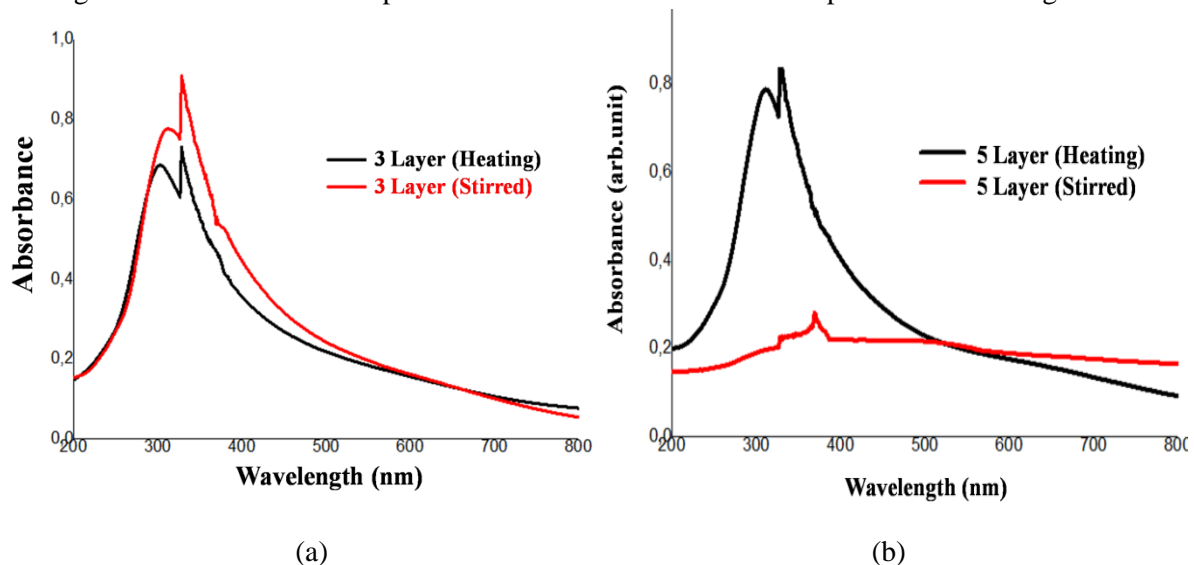 1,0
0,8
0,6
0,4
0,2
0,0
200 300 400 500 600 700 800
Absorbance
Wavelength (nm)
3 Layer (Heating)
3 Layer (Stirred)
(a)
0,8
0,6
0,4
0,2
0,0
200 300 400 500 600 700 800
Absorbance (arb.unit)
Wavelength (nm)
5 Layer (Heating)
5 Layer (Stirred)
(b)